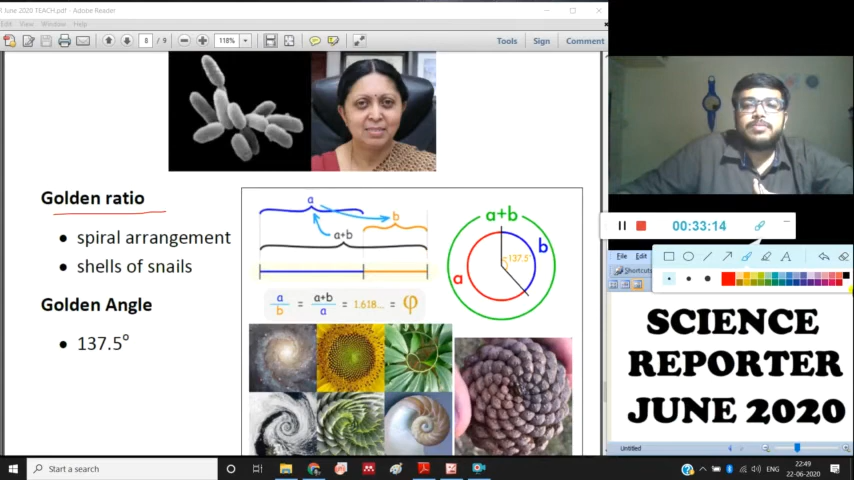 1 June 2020 TEACH.pdf - Adobe Reader
Edit View Window Help
8 / 9
118%
Tools
Sign
Comment
Golden ratio
• spiral arrangement
• shells of snails
Golden Angle
• 137.5°
a
b
a+b
a/b = a+b/a = 1.618... = φ
a+b
137.5°
b
a
00:33:14
File Edit
Shortcuts
A
SCIENCE
REPORTER
JUNE 2020
Untitled
Start a search
ENG
22:49
22-06-2020